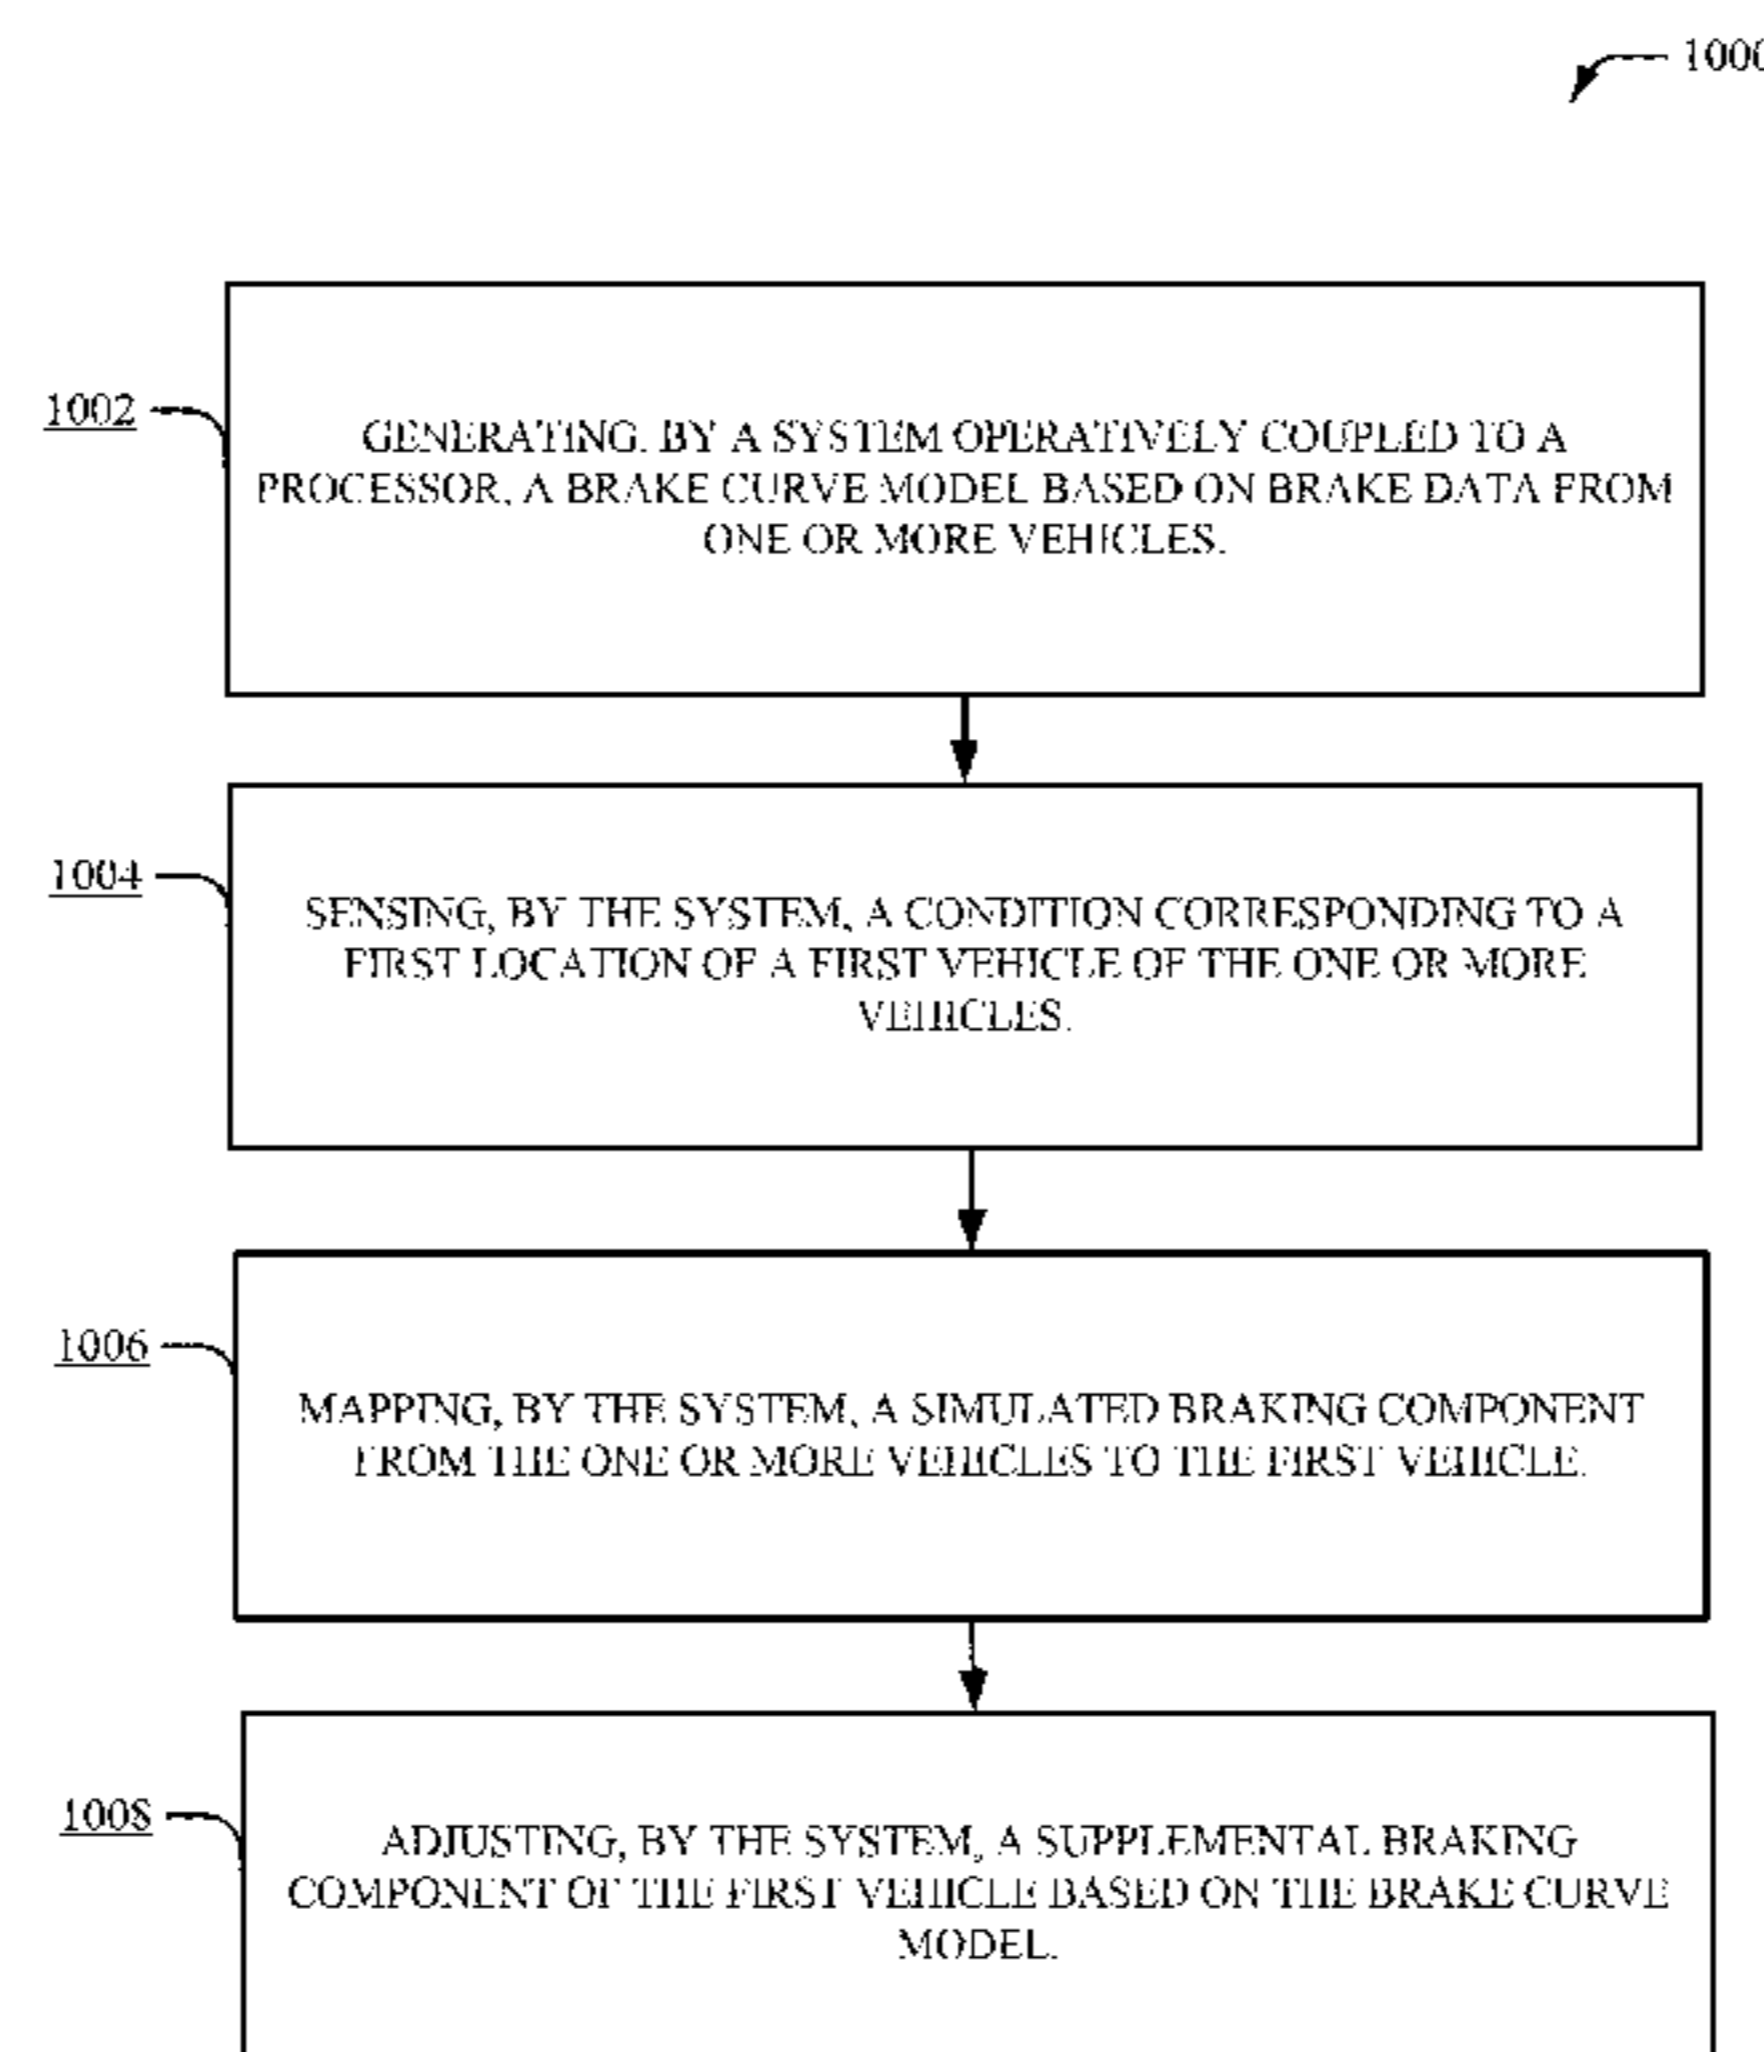 1000
1002
GENERATING, BY A SYSTEM OPERATIVELY COUPLED TO A
PROCESSOR, A BRAKE CURVE MODEL BASED ON BRAKE DATA FROM
ONE OR MORE VEHICLES.
1004
SENSING, BY THE SYSTEM, A CONDITION CORRESPONDING TO A
FIRST LOCATION OF A FIRST VEHICLE OF THE ONE OR MORE
VEHICLES.
1006
MAPPING, BY THE SYSTEM, A SIMULATED BRAKING COMPONENT
FROM THE ONE OR MORE VEHICLES TO THE FIRST VEHICLE.
1008
ADJUSTING, BY THE SYSTEM, A SUPPLEMENTAL BRAKING
COMPONENT OF THE FIRST VEHICLE BASED ON THE BRAKE CURVE
MODEL.